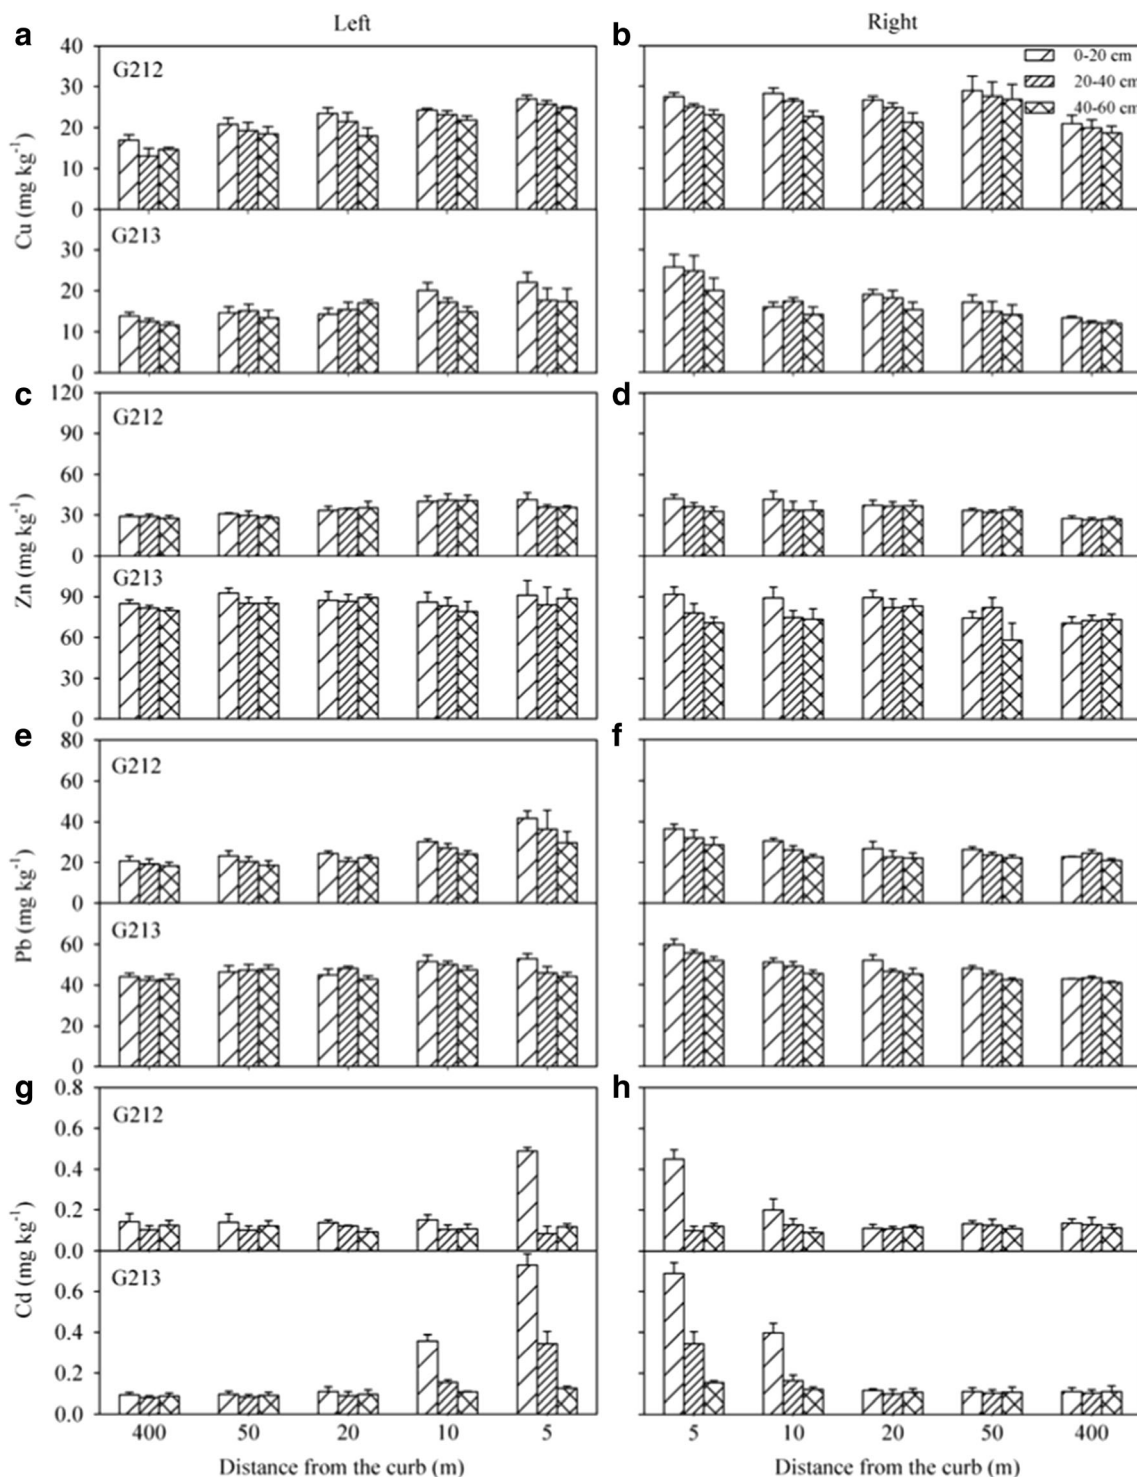 Left
Right
a
b
40
30
20
10
0
G212
0-20 cm
20-40 cm
40-60 cm
Cu (mg kg⁻¹)
30
20
10
0
G213
c
d
120
90
60
30
0
G212
Zn (mg kg⁻¹)
90
60
30
0
G213
e
f
80
60
40
20
0
G212
Pb (mg kg⁻¹)
60
40
20
0
G213
g
h
0.8
0.6
0.4
0.2
0.0
G212
Cd (mg kg⁻¹)
0.6
0.4
0.2
0.0
G213
400 50 20 10 5
5 10 20 50 400
Distance from the curb (m)
Distance from the curb (m)